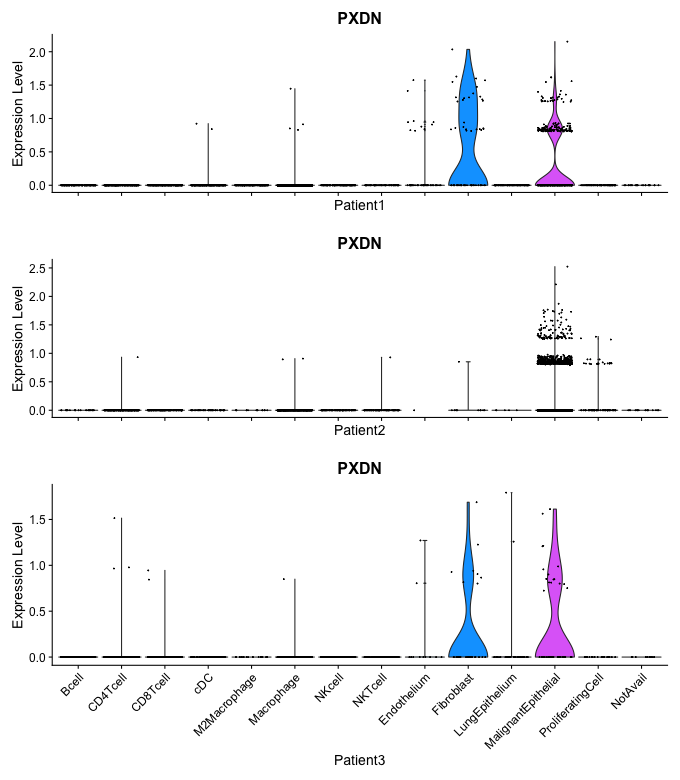 PXDN
Expression Level
2.0
1.5
1.0
0.5
0.0
Patient1
PXDN
Expression Level
2.5
2.0
1.5
1.0
0.5
0.0
Patient2
PXDN
Expression Level
1.5
1.0
0.5
0.0
Bcell
CD4Tcell
CD8Tcell
cDC
M2Macrophage
Macrophage
NKcell
NKTcell
Endothelium
Fibroblast
LungEpithelium
MalignantEpithelial
ProliferatingCell
NotAvail
Patient3